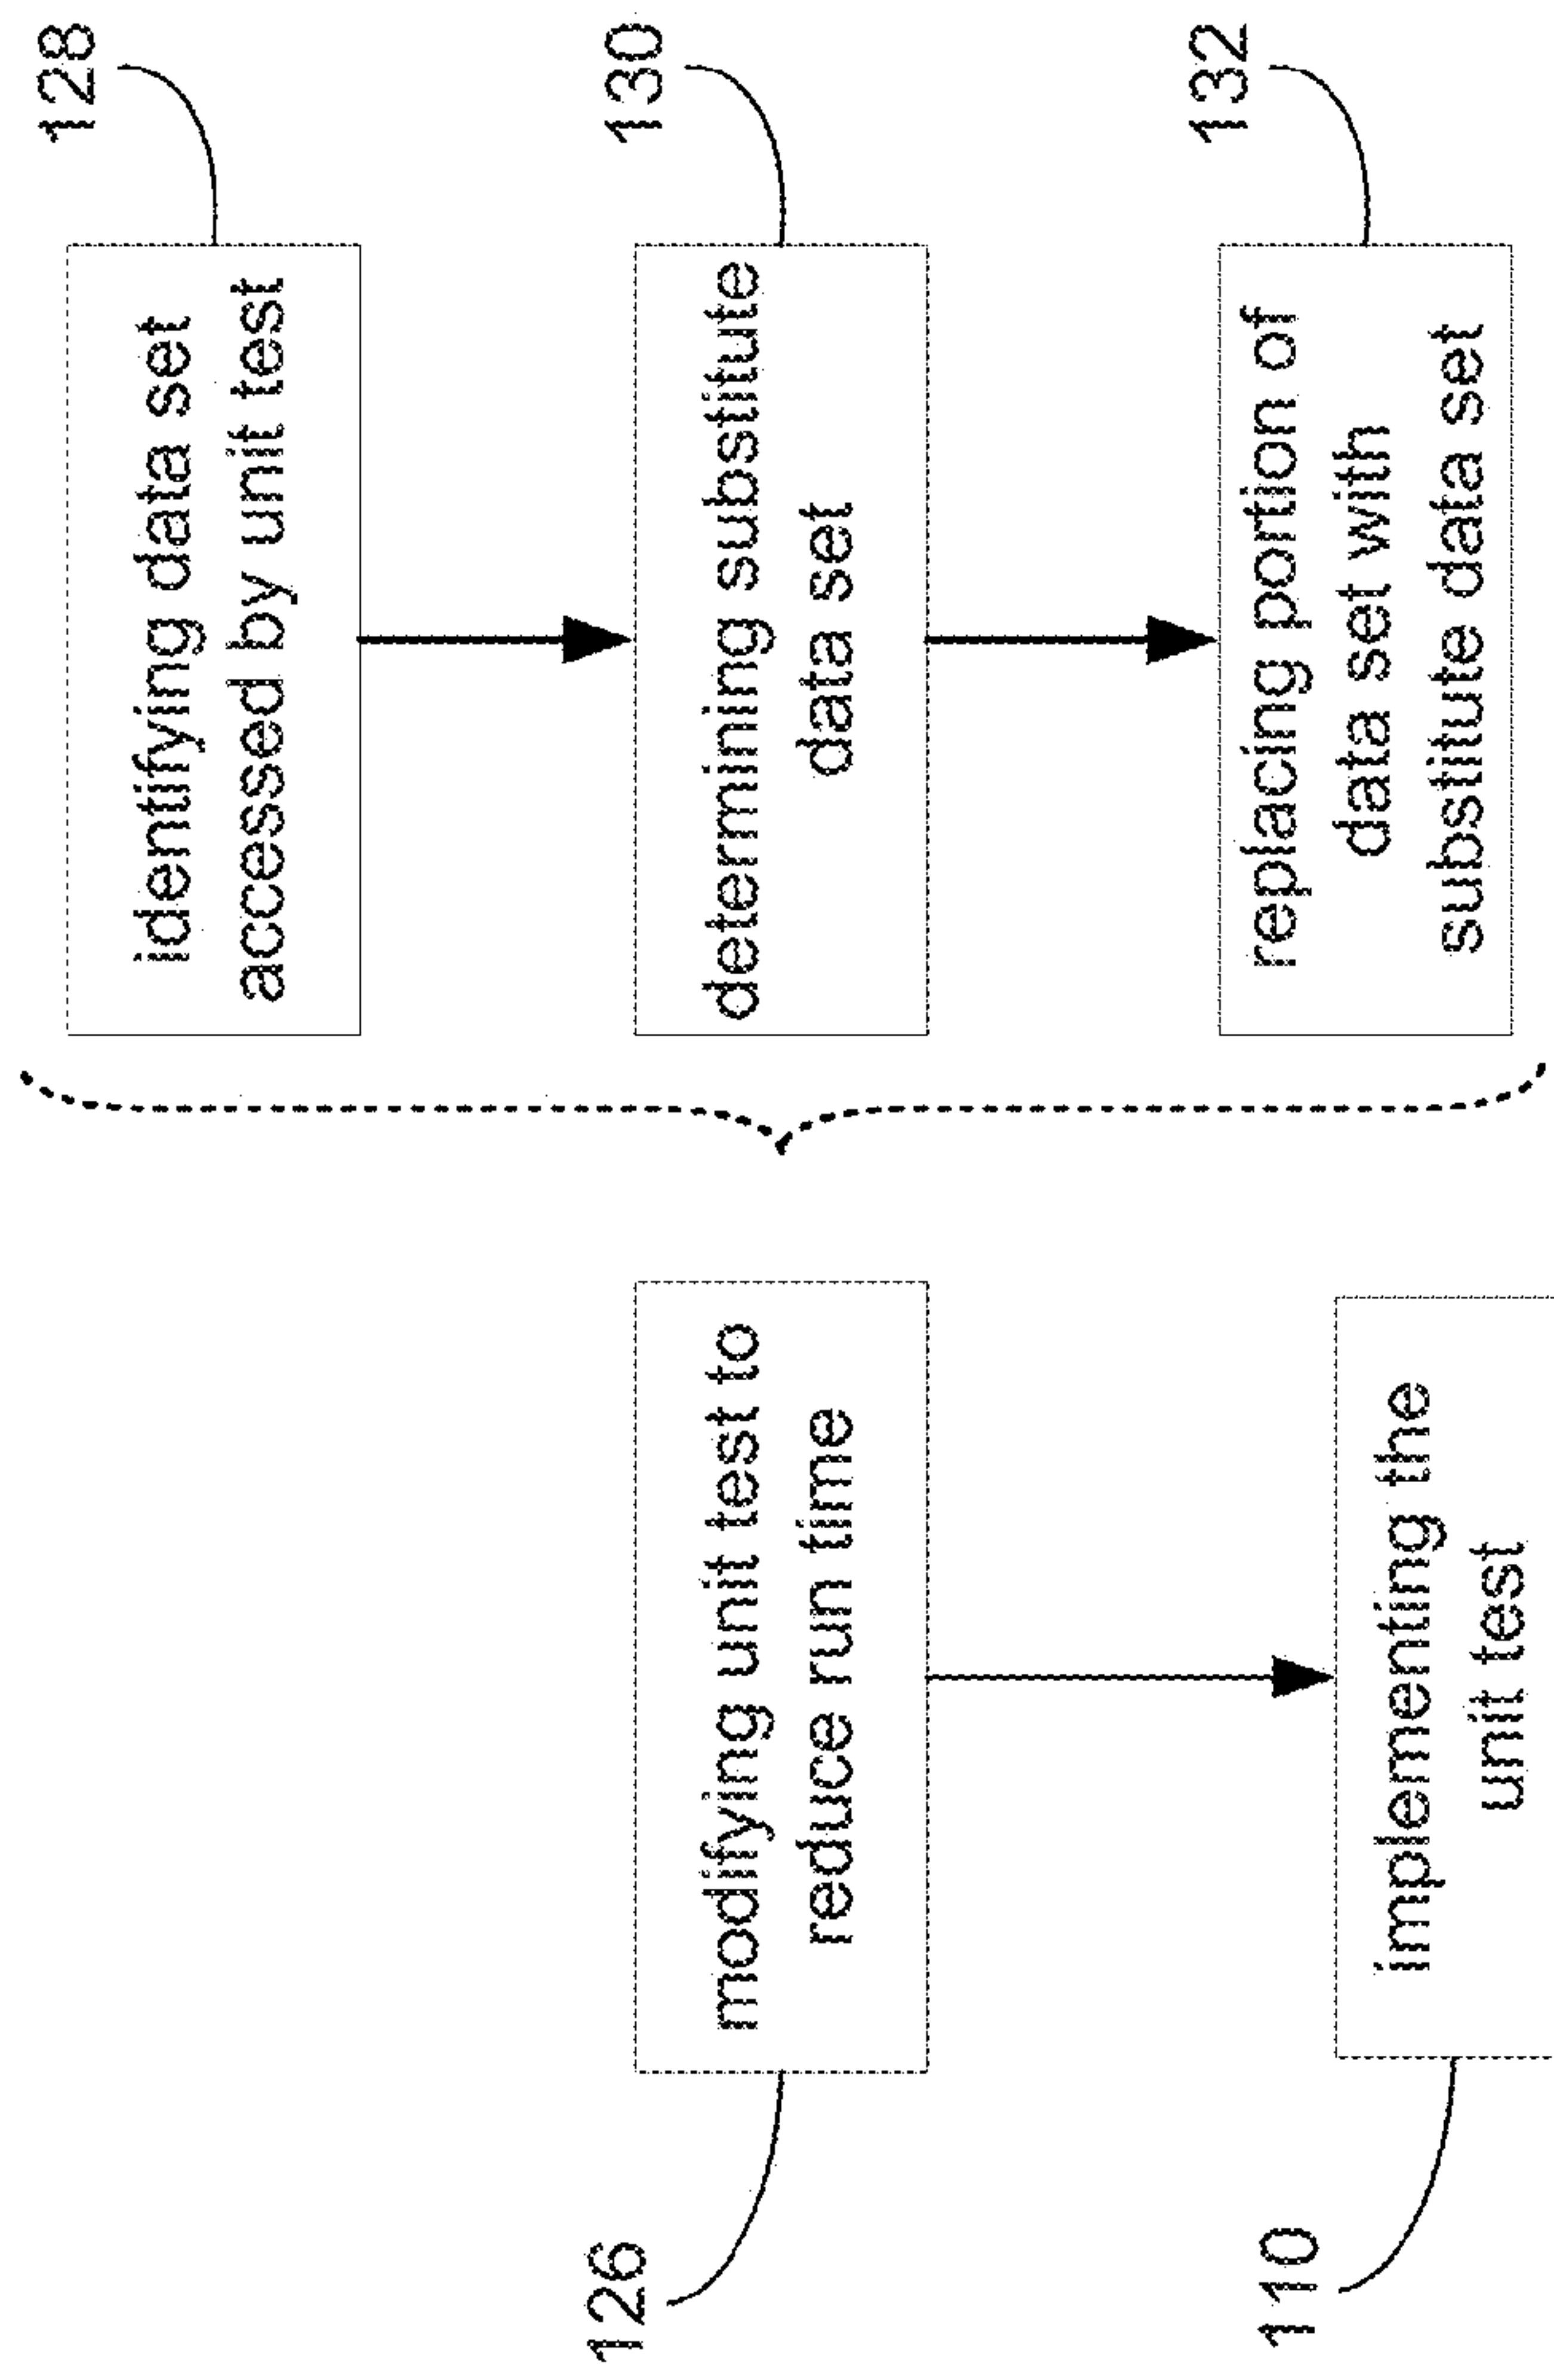 identifying data set
accessed by unit test
128
modifying unit test to
reduce run time
126
determining substitute
data set
130
implementing the
unit test
110
replacing portion of
data set with
substitute data set
132